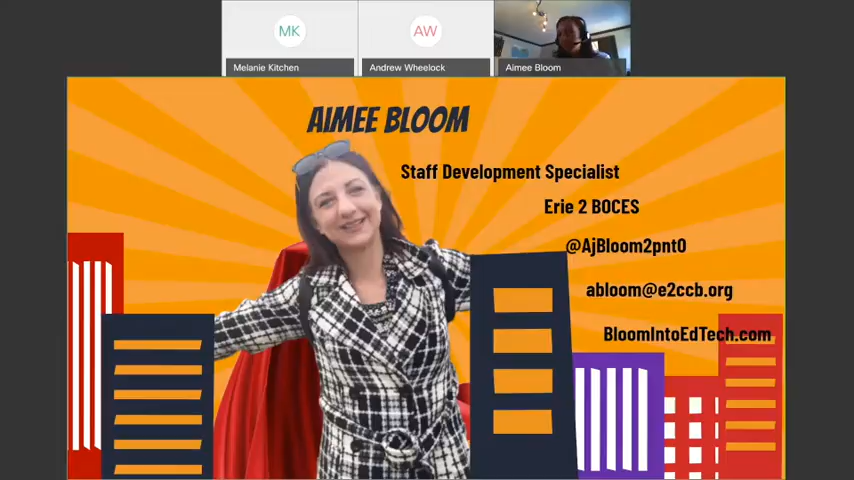 MK
AW
Melanie Kitchen
Andrew Wheelock
Aimee Bloom
AIMEE BLOOM
Staff Development Specialist
Erie 2 BOCES
@AjBloom2pnt0
abloom@e2ccb.org
BloomIntoEdTech.com